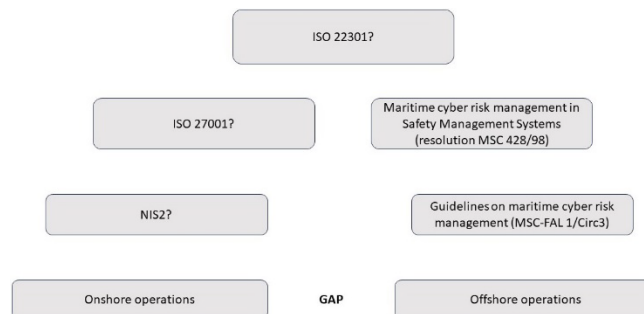 ISO 22301?
ISO 27001?
Maritime cyber risk management in
Safety Management Systems
(resolution MSC 428/98)
NIS2?
Guidelines on maritime cyber risk
management (MSC-FAL 1/Circ3)
Onshore operations
GAP
Offshore operations